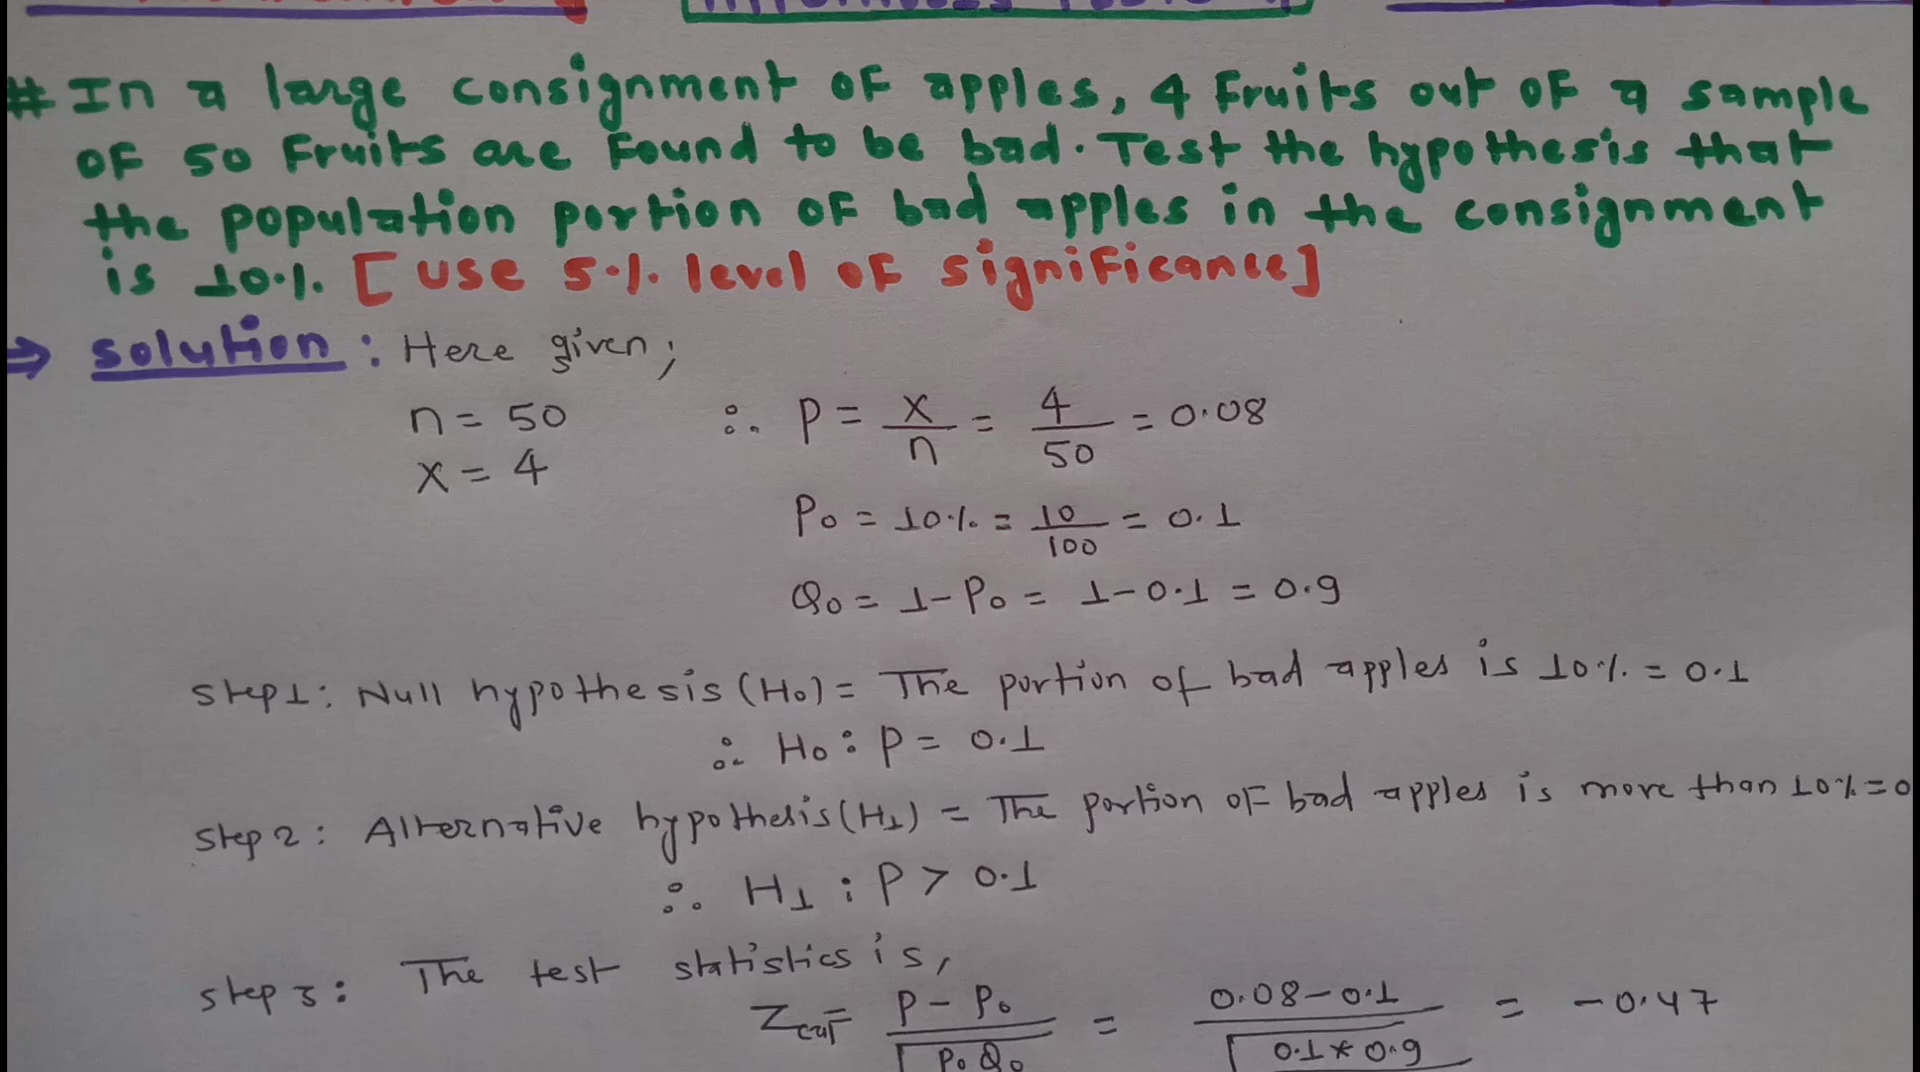 # In a large consignment of apples, 4 Fruits out of a sample
of 50 Fruits are found to be bad. Test the hypothesis that
the population portion of bad apples in the consignment
is 10%. [Use 5% level of significance]
⇒ Solution: Here given;
n = 50 ∴ p = x/n = 4/50 = 0.08
x = 4
P₀ = 10% = 10/100 = 0.1
Q₀ = 1 - P₀ = 1 - 0.1 = 0.9
Step1: Null hypothesis (H₀) = The portion of bad apples is 10% = 0.1
∴ H₀ : P = 0.1
Step2: Alternative hypothesis (H₁) = The portion of bad apples is more than 10% = 0
∴ H₁ : P > 0.1
Step 3: The test statistics is,
Zcal = p - P₀ / √P₀Q₀ = 0.08 - 0.1 / √0.1 * 0.9 = -0.47